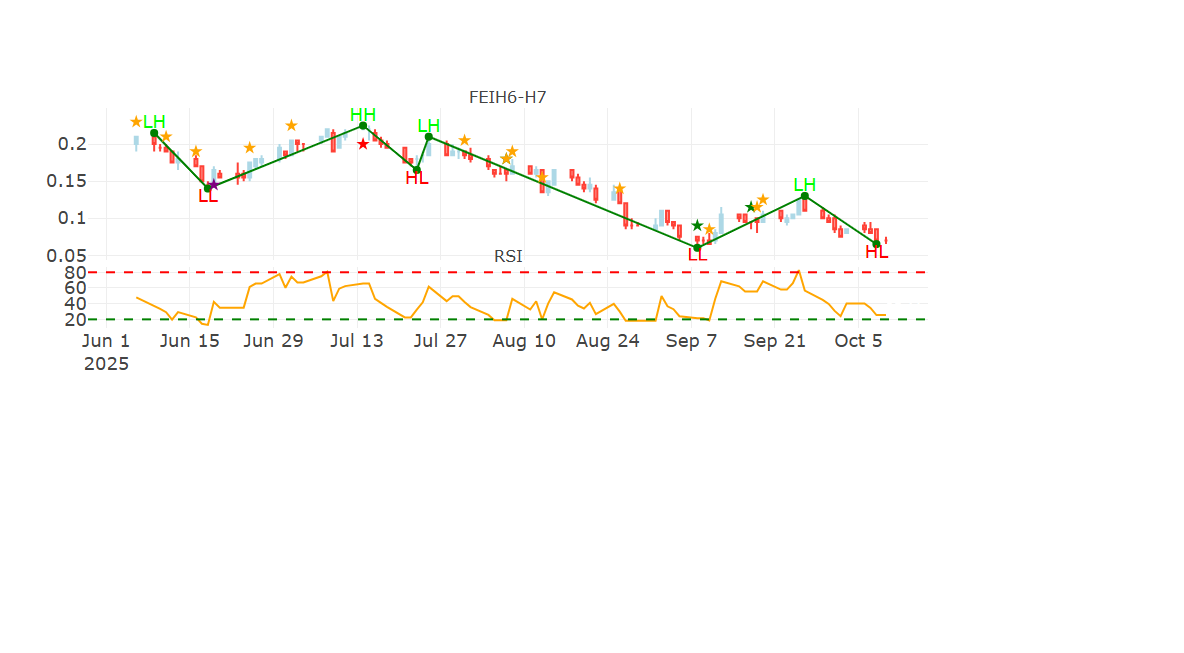 FEIH6-H7
LH
HH
LH
LL
HL
LH
LL
HL
0.2
0.15
0.1
0.05
RSI
80
60
40
20
Jun 1 Jun 15 Jun 29 Jul 13 Jul 27 Aug 10 Aug 24 Sep 7 Sep 21 Oct 5
2025